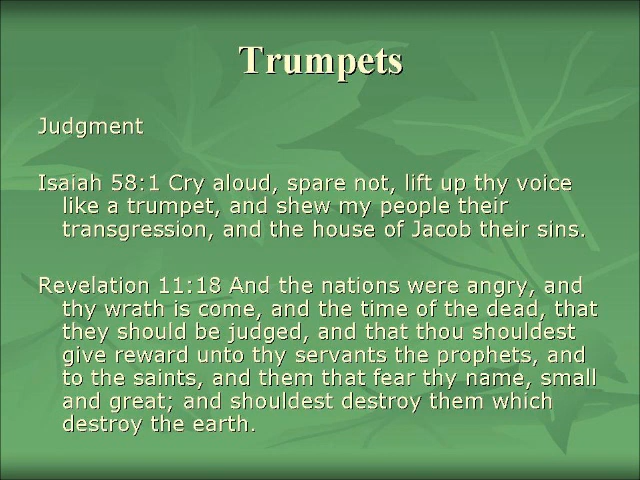 Trumpets
Judgment
Isaiah 58:1 Cry aloud, spare not, lift up thy voice
like a trumpet, and shew my people their
transgression, and the house of Jacob their sins.
Revelation 11:18 And the nations were angry, and
thy wrath is come, and the time of the dead, that
they should be judged, and that thou shouldest
give reward unto thy servants the prophets, and
to the saints, and them that fear thy name, small
and great; and shouldest destroy them which
destroy the earth.